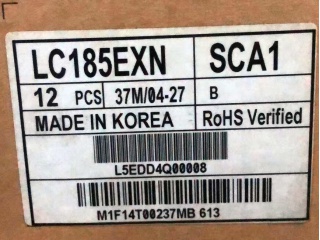 LC185EXN SCA1
12 PCS 37M/04-27 B
MADE IN KOREA RoHS Verified
L5EDD4Q00008
M1F14T00237MB 613